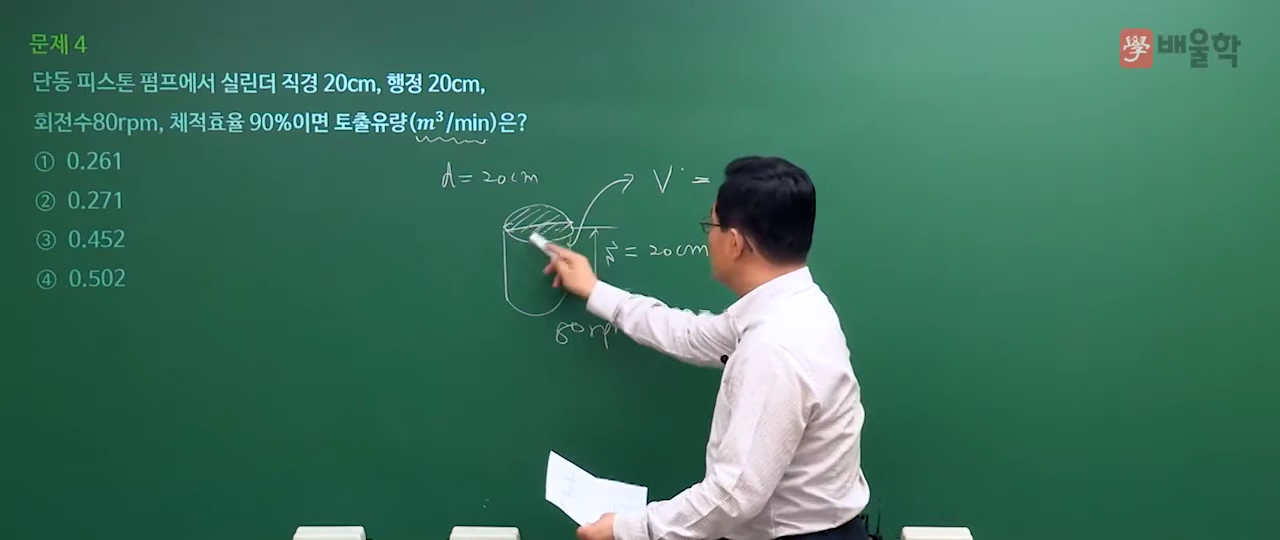 문제 4
學 배울학
단동 피스톤 펌프에서 실린더 직경 20cm, 행정 20cm,
회전수80rpm, 체적효율 90%이면 토출유량(m³/min)은?
① 0.261
② 0.271
③ 0.452
④ 0.502
d = 20cm
V =
= 20cm
80 rpm